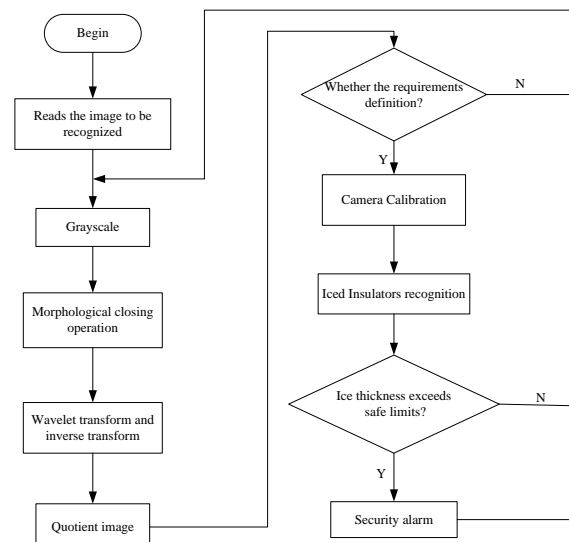 Begin
Reads the image to be
recognized
Grayscale
Morphological closing
operation
Wavelet transform and
inverse transform
Quotient image
Whether the requirements
definition?
N
Y
Camera Calibration
Iced Insulators recognition
Ice thickness exceeds
safe limits?
N
Y
Security alarm